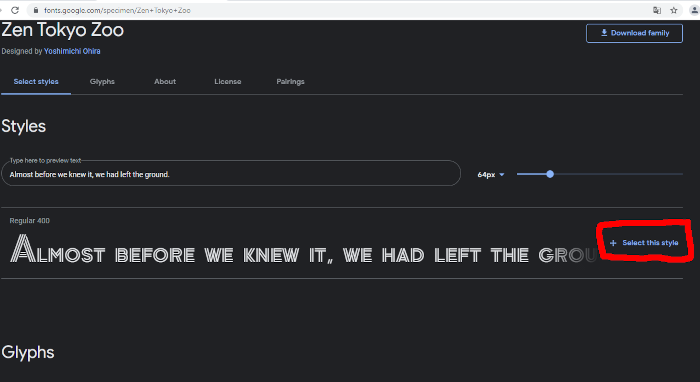 fonts.google.com/specimen/Zen+Tokyo+Zoo
Zen Tokyo Zoo
Download family
Designed by Yoshimichi Ohira
Select styles Glyphs About License Pairings
Styles
Type here to preview text
Almost before we knew it, we had left the ground.
64px
Regular 400
Almost before we knew it, we had left the grou
+ Select this style
Glyphs